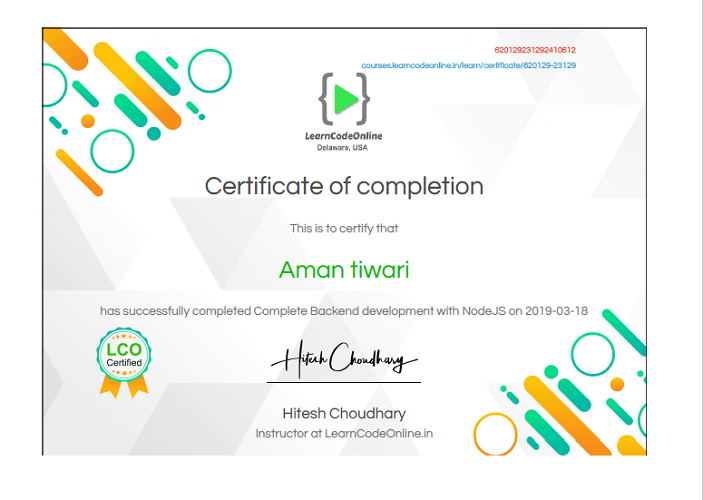 620129231292410612
courses.learncodeonline.in/learn/certificate/620129-23129
LearnCodeOnline
Delaware, USA
Certificate of completion
This is to certify that
Aman tiwari
has successfully completed Complete Backend development with NodeJS on 2019-03-18
LCO
Certified
Hitesh Choudhary
Hitesh Choudhary
Instructor at LearnCodeOnline.in